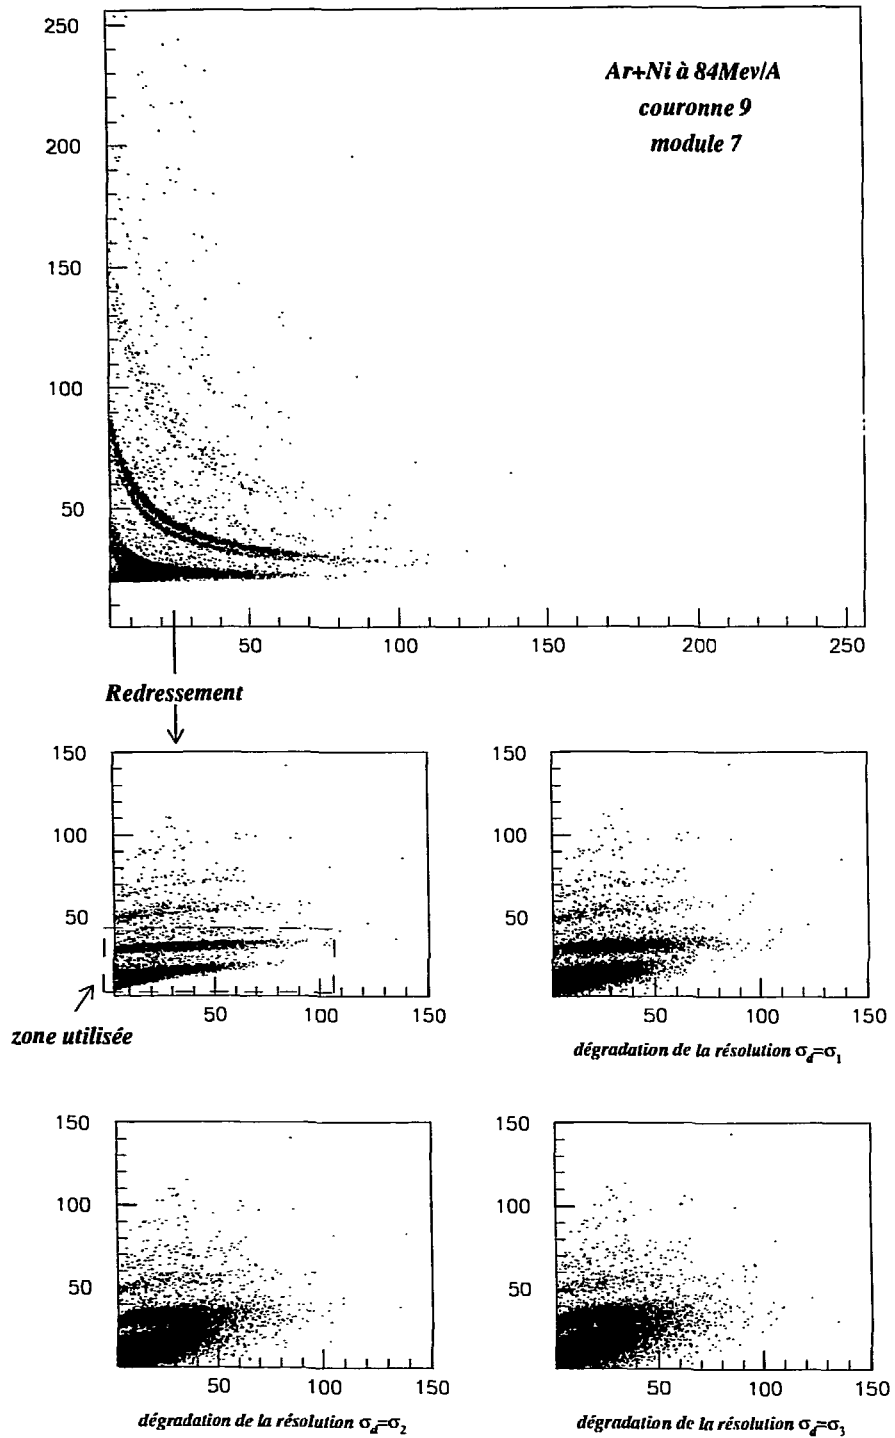 250
200
150
100
50
Ar+Ni à 84Mev/A
couronne 9
module 7
50 100 150 200 250
Redressement
150
100
50
50 100 150
zone utilisée
150
100
50
50 100 150
dégradation de la résolution σd=σ1
150
100
50
50 100 150
dégradation de la résolution σd=σ2
150
100
50
50 100 150
dégradation de la résolution σd=σ3